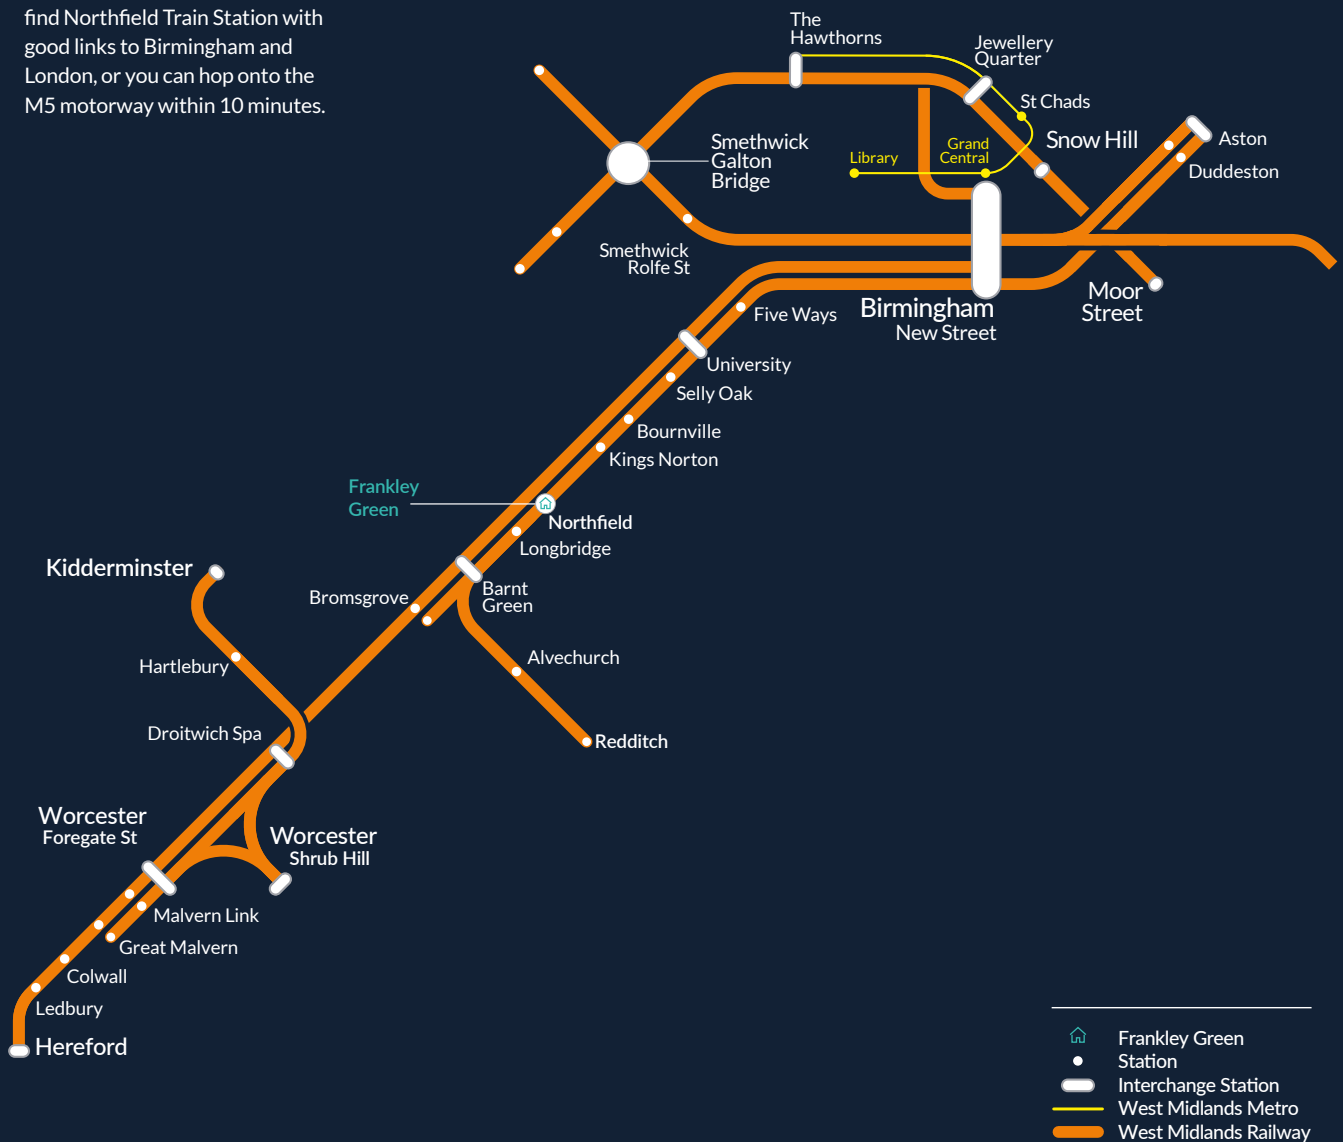 find Northfield Train Station with
good links to Birmingham and
London, or you can hop onto the
M5 motorway within 10 minutes.
The
Hawthorns
Jewellery
Quarter
St Chads
Snow Hill
Aston
Duddeston
Grand
Central
Library
Smethwick
Galton
Bridge
Smethwick
Rolfe St
Moor
Street
Birmingham
New Street
Five Ways
University
Selly Oak
Bournville
Kings Norton
Frankley
Green
Northfield
Longbridge
Barnt
Green
Bromsgrove
Kidderminster
Hartlebury
Alvechurch
Redditch
Droitwich Spa
Worcester
Foregate St
Worcester
Shrub Hill
Malvern Link
Great Malvern
Colwall
Ledbury
Hereford
Frankley Green
Station
Interchange Station
West Midlands Metro
West Midlands Railway